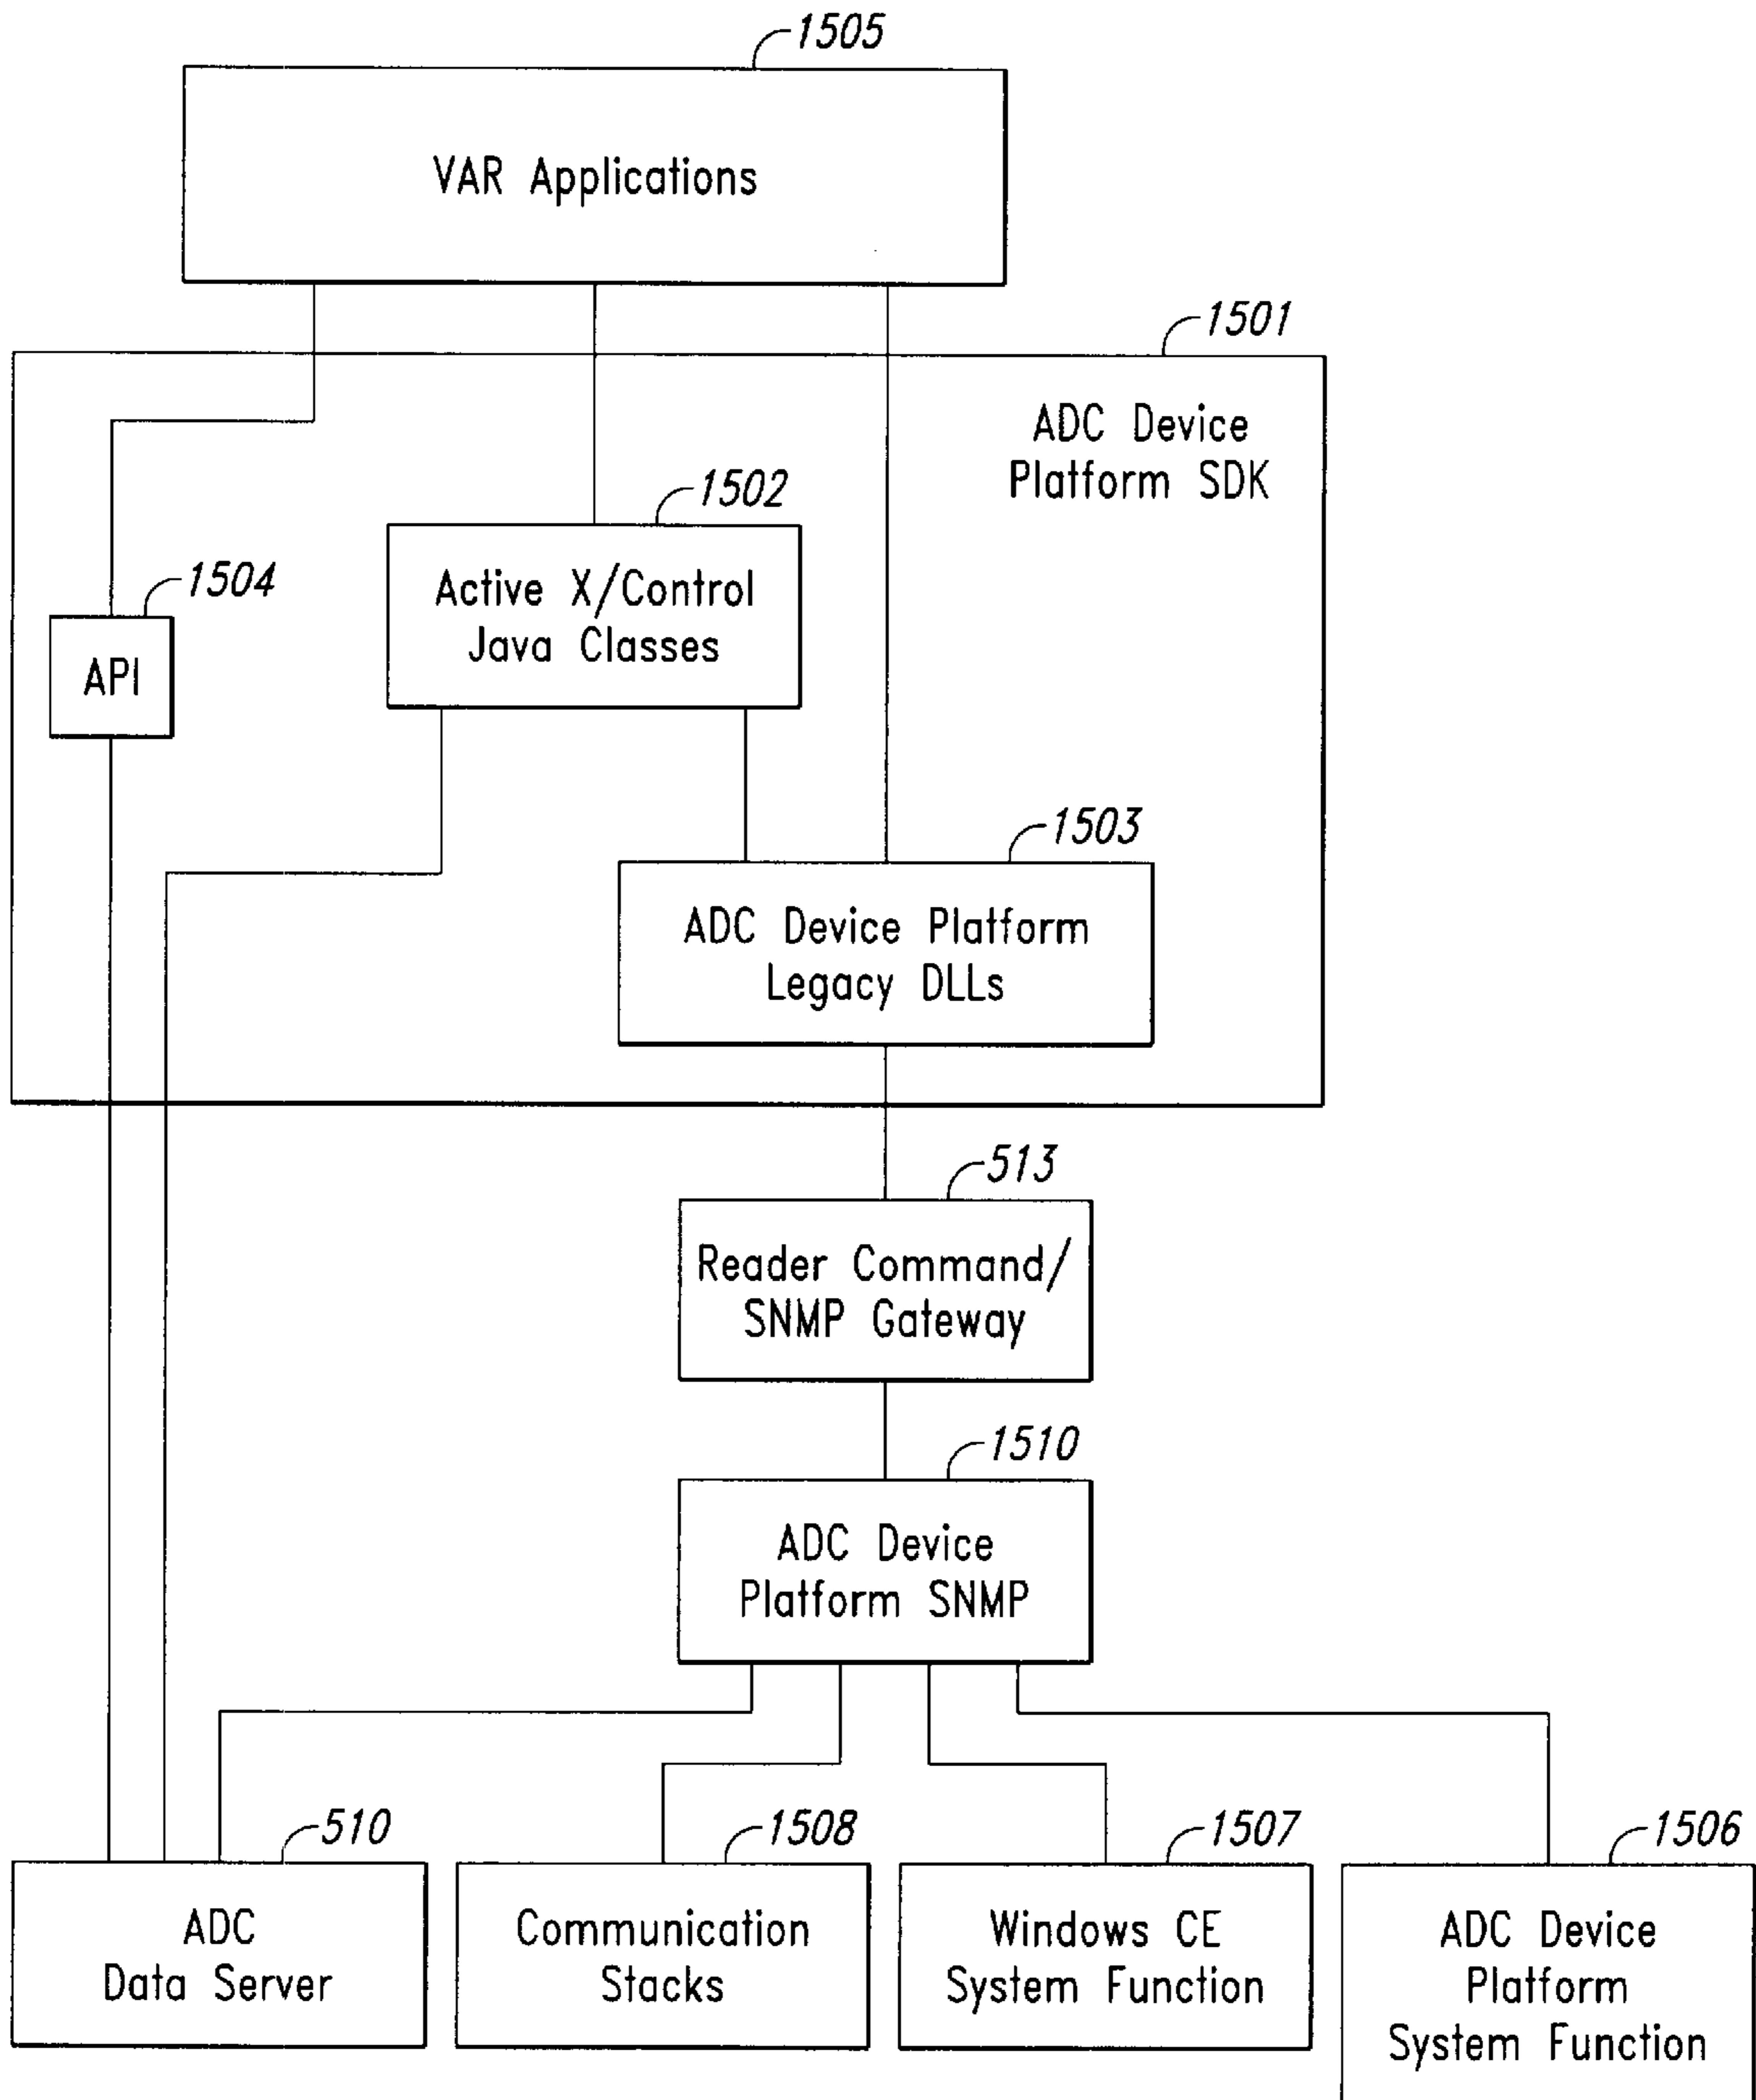 1505
VAR Applications
1501
ADC Device
Platform SDK
1502
Active X/Control
Java Classes
1504
API
1503
ADC Device Platform
Legacy DLLs
513
Reader Command/
SNMP Gateway
1510
ADC Device
Platform SNMP
510
ADC
Data Server
1508
Communication
Stacks
1507
Windows CE
System Function
1506
ADC Device
Platform
System Function